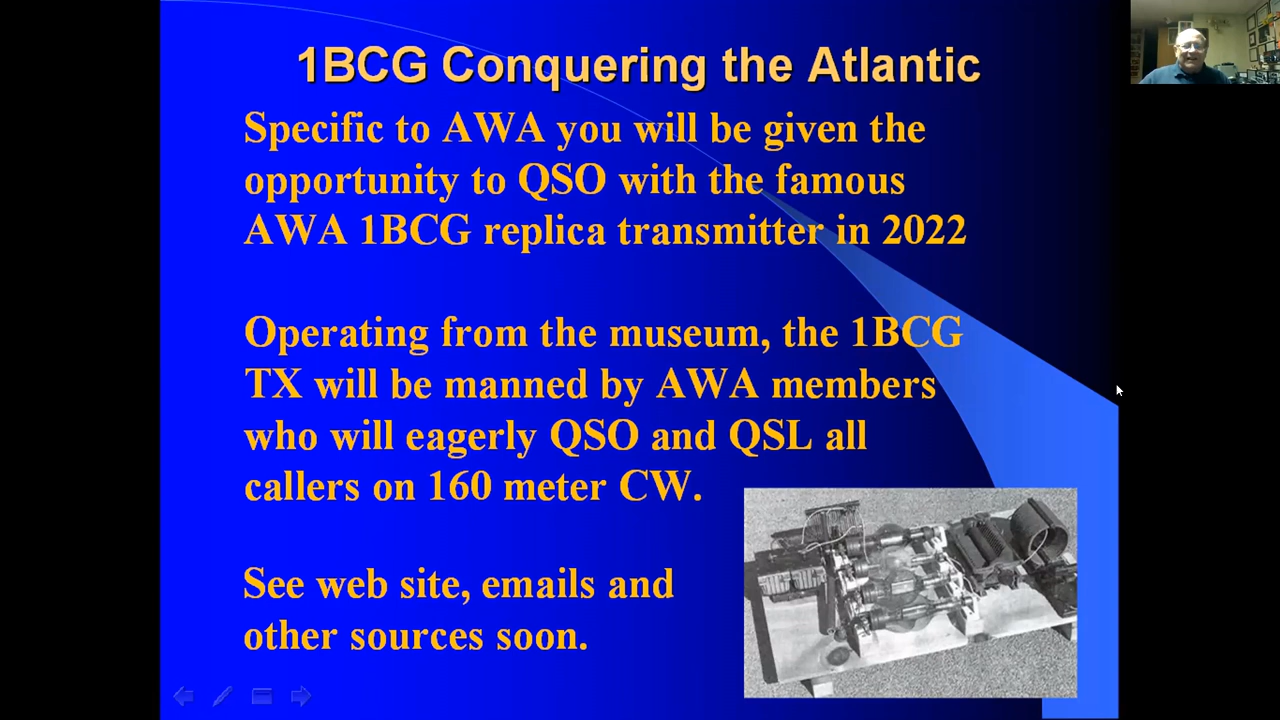 1BCG Conquering the Atlantic
Specific to AWA you will be given the
opportunity to QSO with the famous
AWA 1BCG replica transmitter in 2022
Operating from the museum, the 1BCG
TX will be manned by AWA members
who will eagerly QSO and QSL all
callers on 160 meter CW.
See web site, emails and
other sources soon.